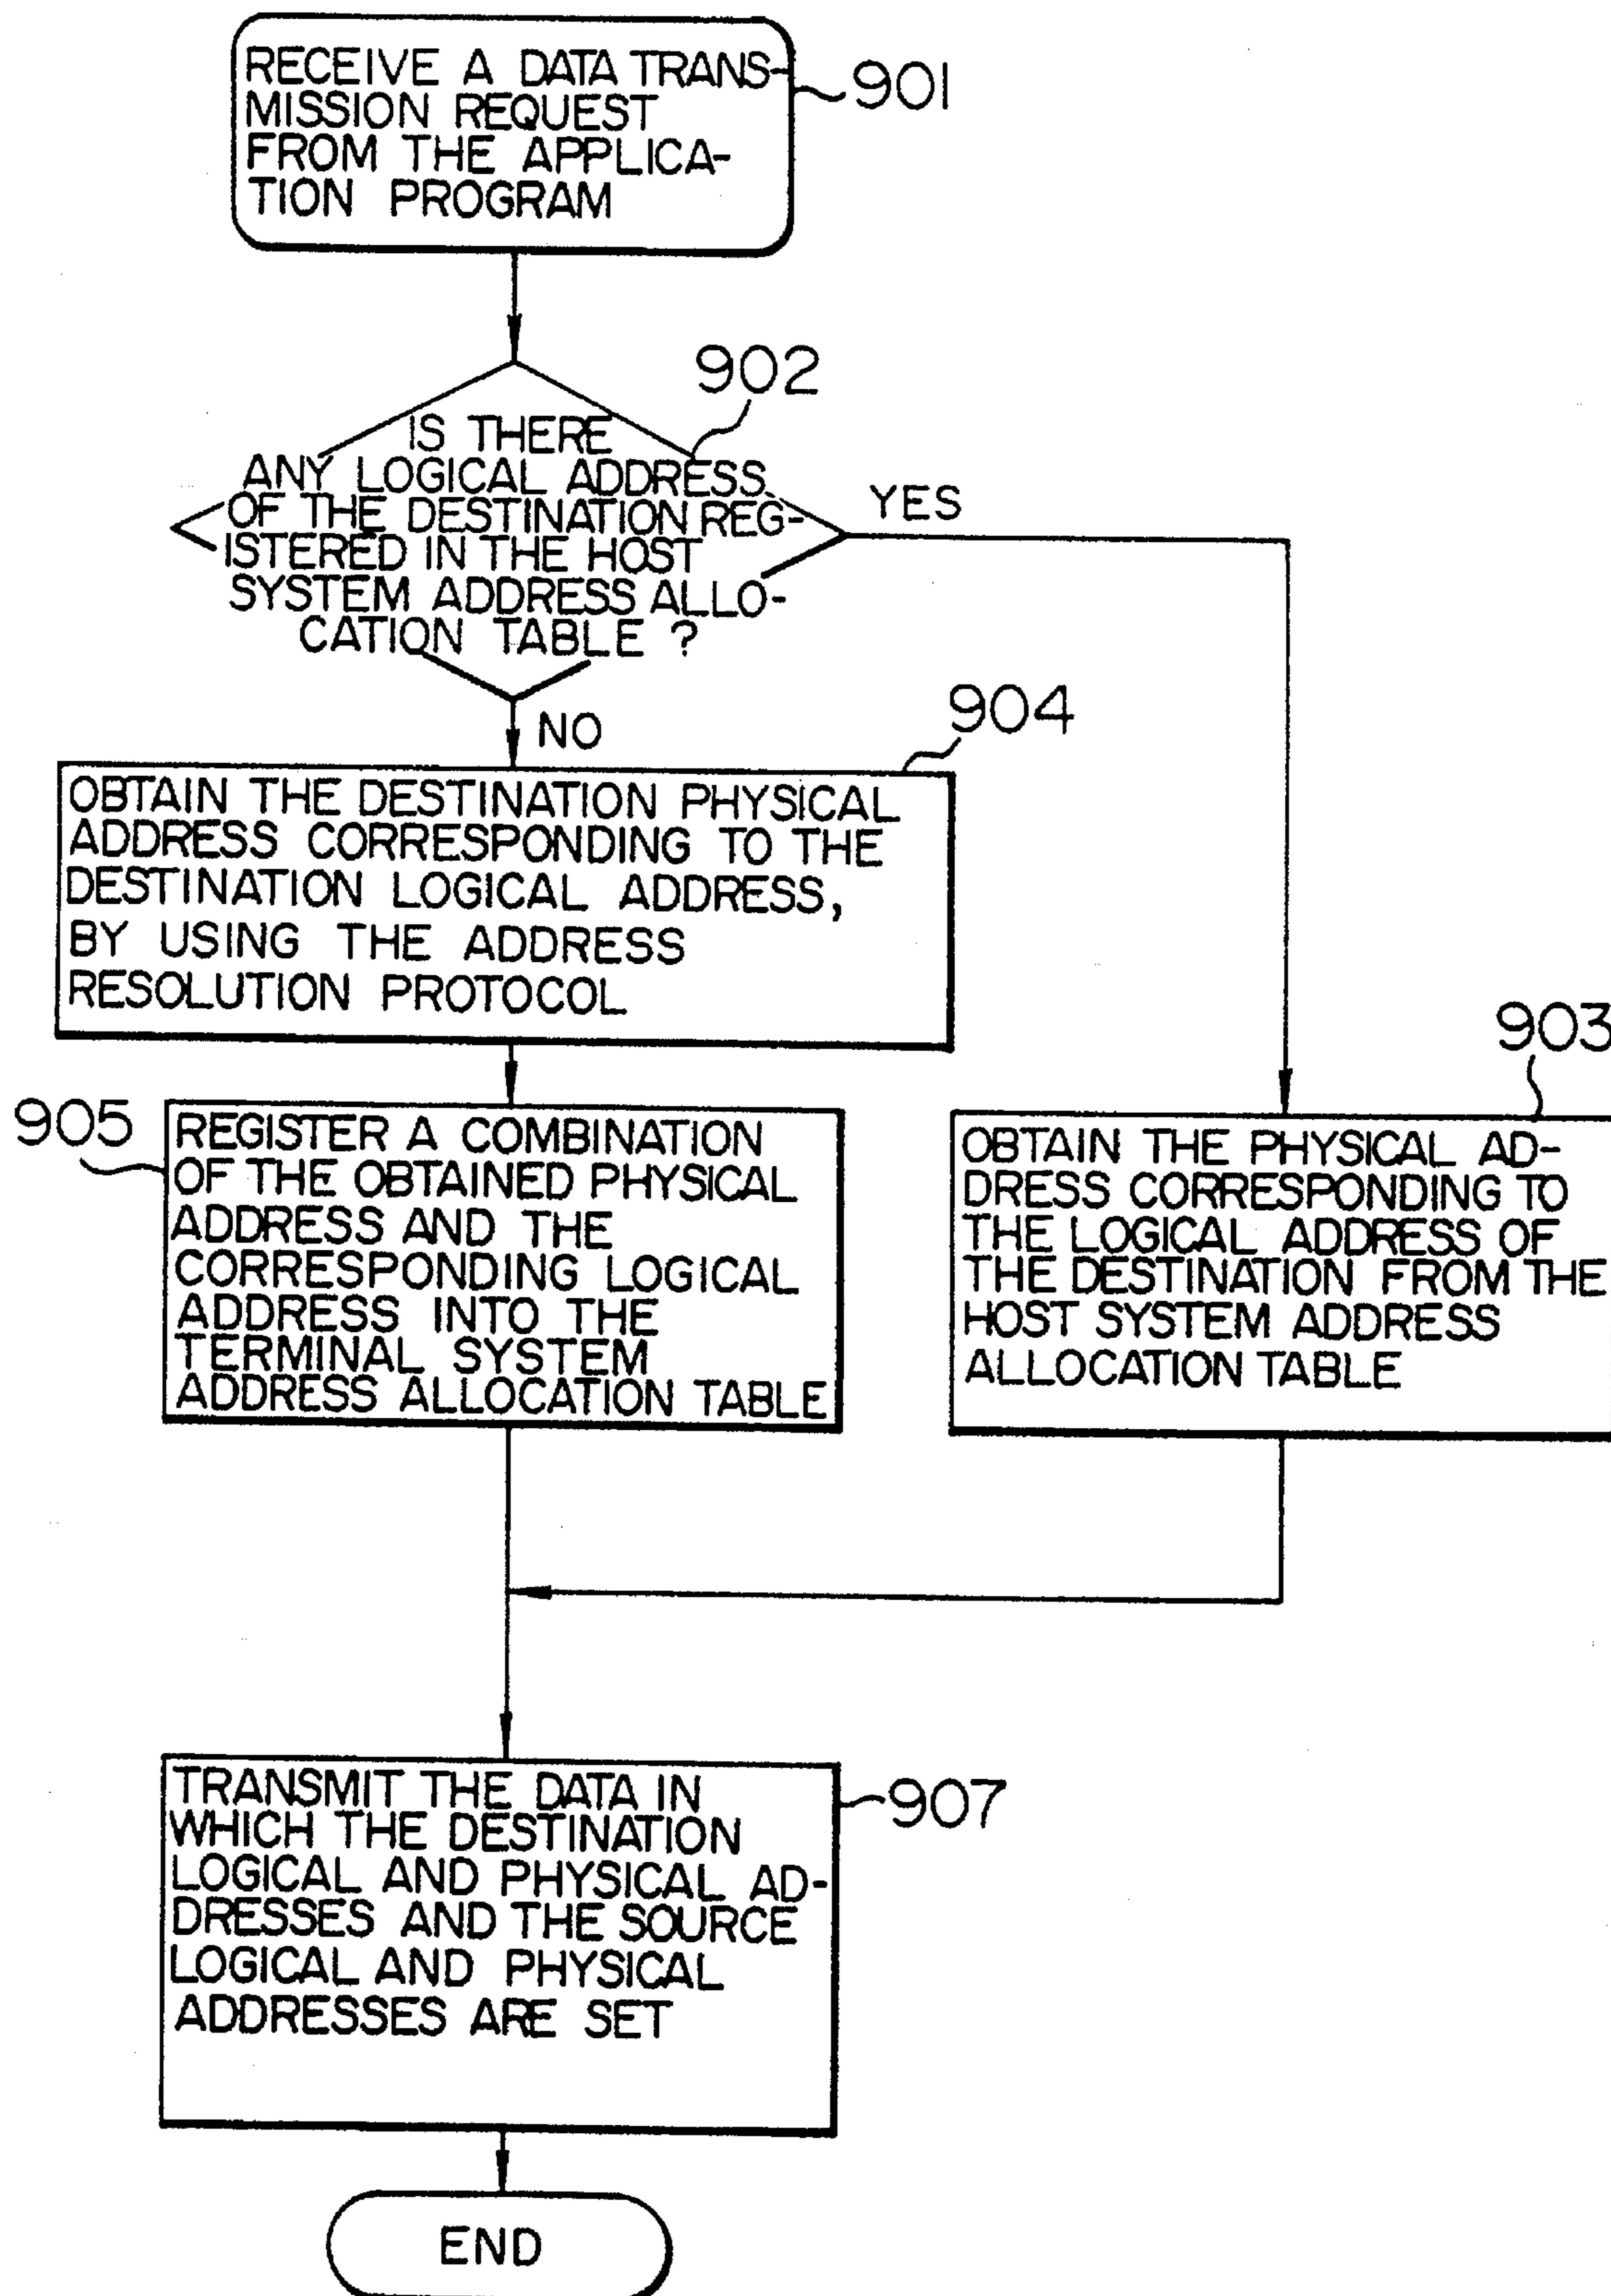 RECEIVE A DATA TRANS-
MISSION REQUEST
FROM THE APPLICA-
TION PROGRAM
901
902
IS THERE
ANY LOGICAL ADDRESS
OF THE DESTINATION REG-
ISTERED IN THE HOST
SYSTEM ADDRESS ALLO-
CATION TABLE ?
YES
NO
904
OBTAIN THE DESTINATION PHYSICAL
ADDRESS CORRESPONDING TO THE
DESTINATION LOGICAL ADDRESS,
BY USING THE ADDRESS
RESOLUTION PROTOCOL
903
905
REGISTER A COMBINATION
OF THE OBTAINED PHYSICAL
ADDRESS AND THE
CORRESPONDING LOGICAL
ADDRESS INTO THE
TERMINAL SYSTEM
ADDRESS ALLOCATION TABLE
OBTAIN THE PHYSICAL AD-
DRESS CORRESPONDING TO
THE LOGICAL ADDRESS OF
THE DESTINATION FROM THE
HOST SYSTEM ADDRESS
ALLOCATION TABLE
TRANSMIT THE DATA IN
WHICH THE DESTINATION
LOGICAL AND PHYSICAL AD-
DRESSES AND THE SOURCE
LOGICAL AND PHYSICAL
ADDRESSES ARE SET
907
END